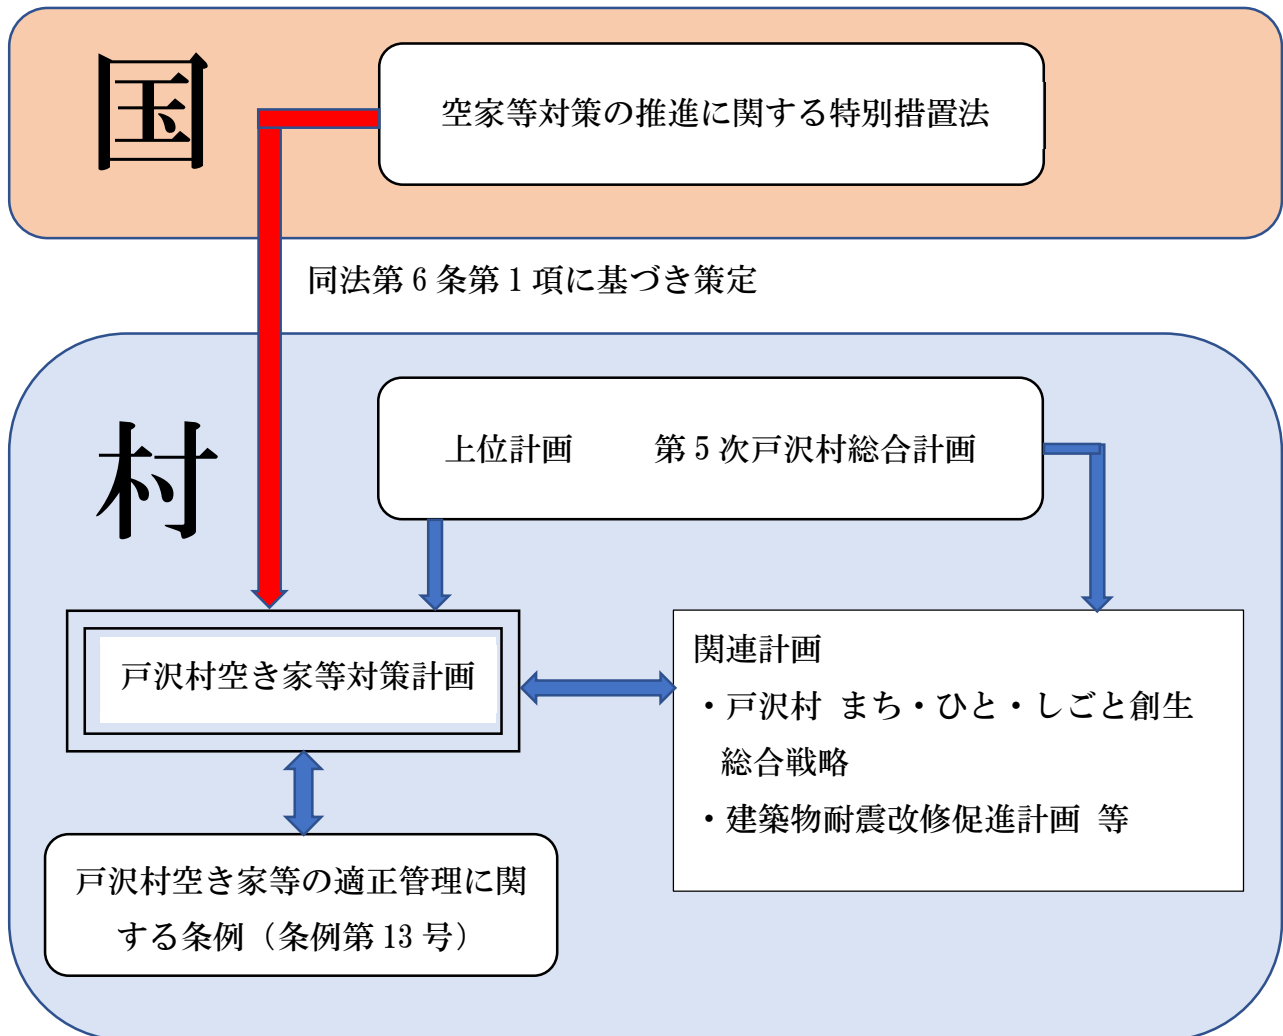 国
空家等対策の推進に関する特別措置法
同法第6条第1項に基づき策定
村
上位計画　　第5次戸沢村総合計画
戸沢村空き家等対策計画
関連計画
・戸沢村 まち・ひと・しごと創生
総合戦略
・建築物耐震改修促進計画 等
戸沢村空き家等の適正管理に関
する条例（条例第13号）